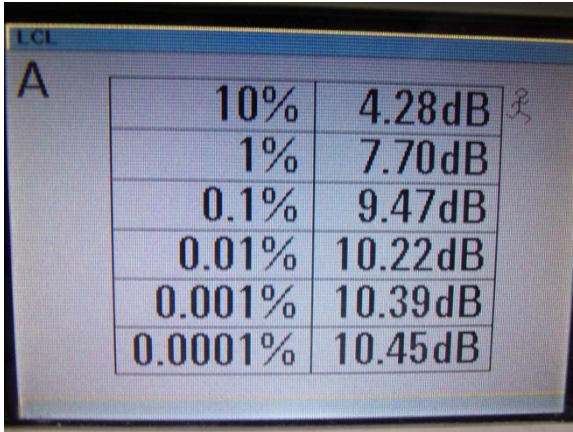 LCL
A
10% 4.28dB
1% 7.70dB
0.1% 9.47dB
0.01% 10.22dB
0.001% 10.39dB
0.0001% 10.45dB